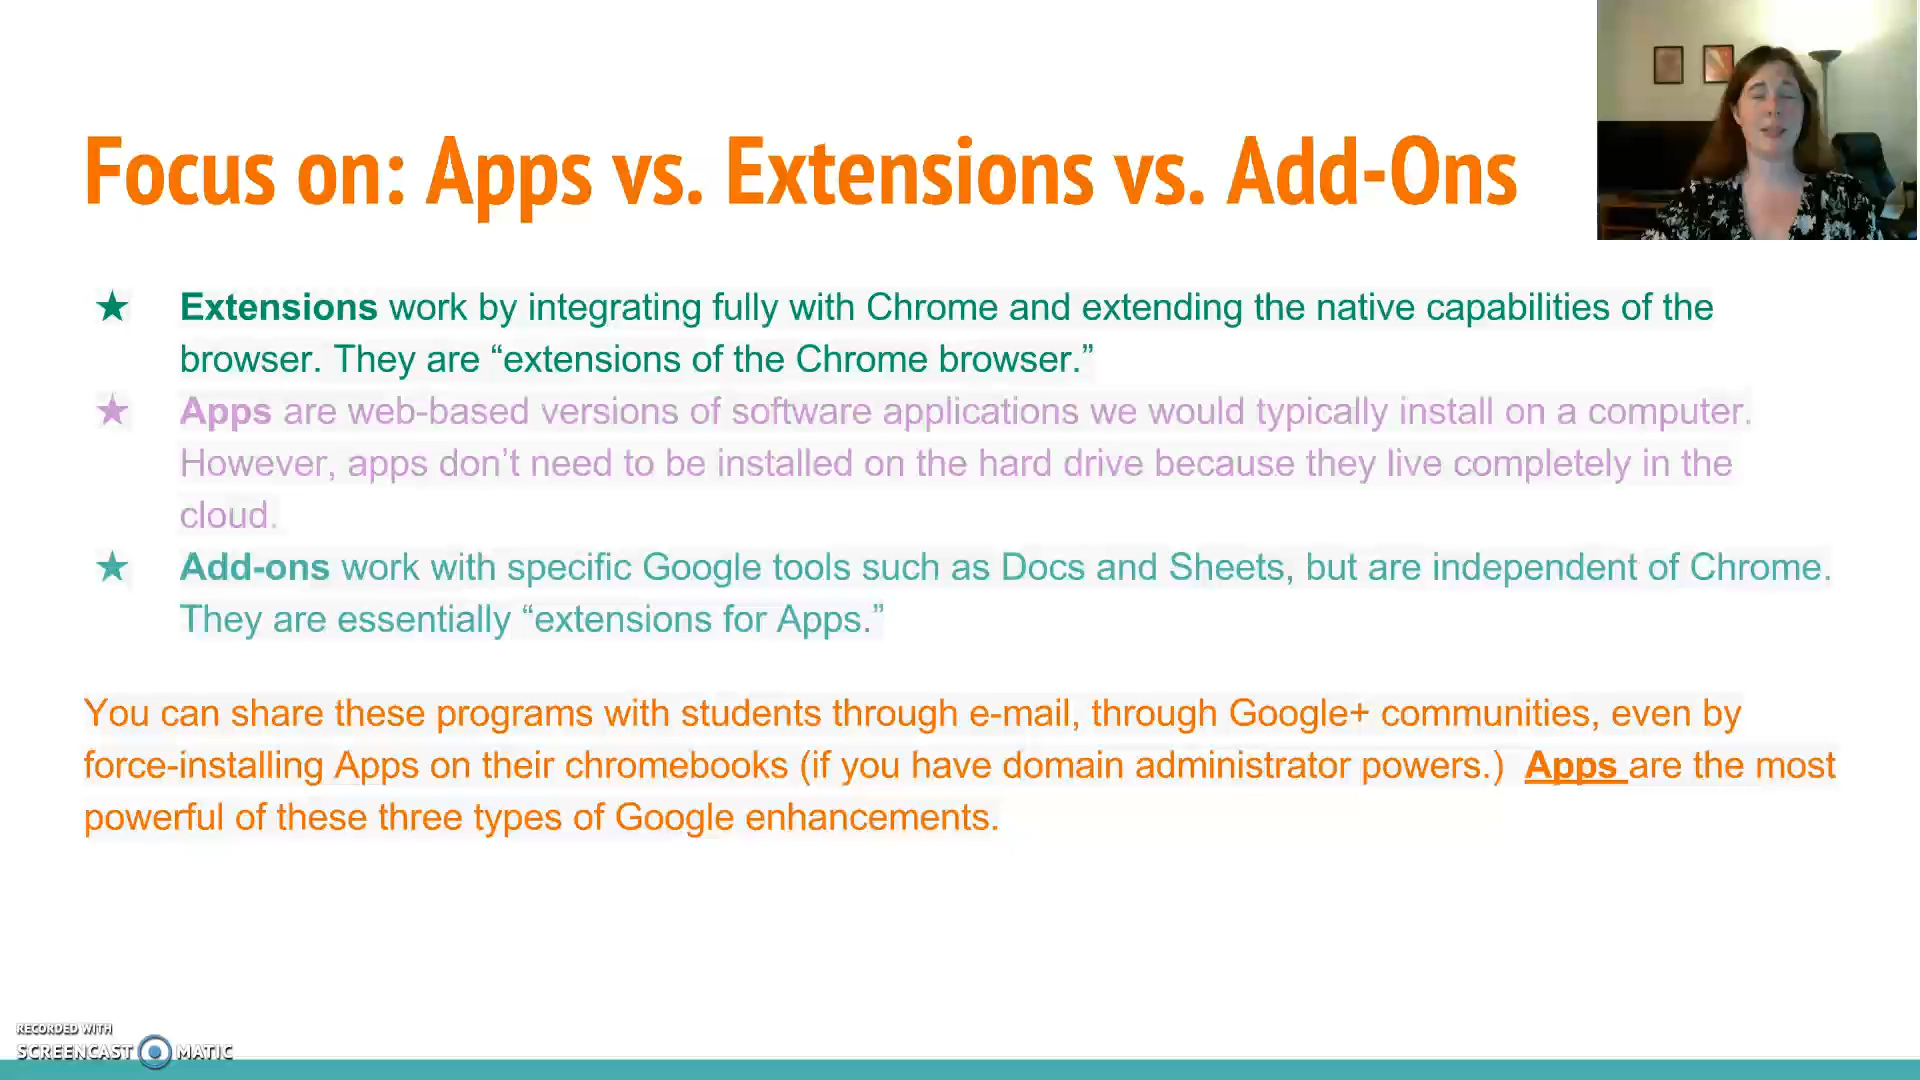 Focus on: Apps vs. Extensions vs. Add-Ons
★ Extensions work by integrating fully with Chrome and extending the native capabilities of the
browser. They are “extensions of the Chrome browser.”
★ Apps are web-based versions of software applications we would typically install on a computer.
However, apps don’t need to be installed on the hard drive because they live completely in the
cloud.
★ Add-ons work with specific Google tools such as Docs and Sheets, but are independent of Chrome.
They are essentially “extensions for Apps.”
You can share these programs with students through e-mail, through Google+ communities, even by
force-installing Apps on their chromebooks (if you have domain administrator powers.) Apps are the most
powerful of these three types of Google enhancements.
RECORDED WITH
SCREENCAST MATIC